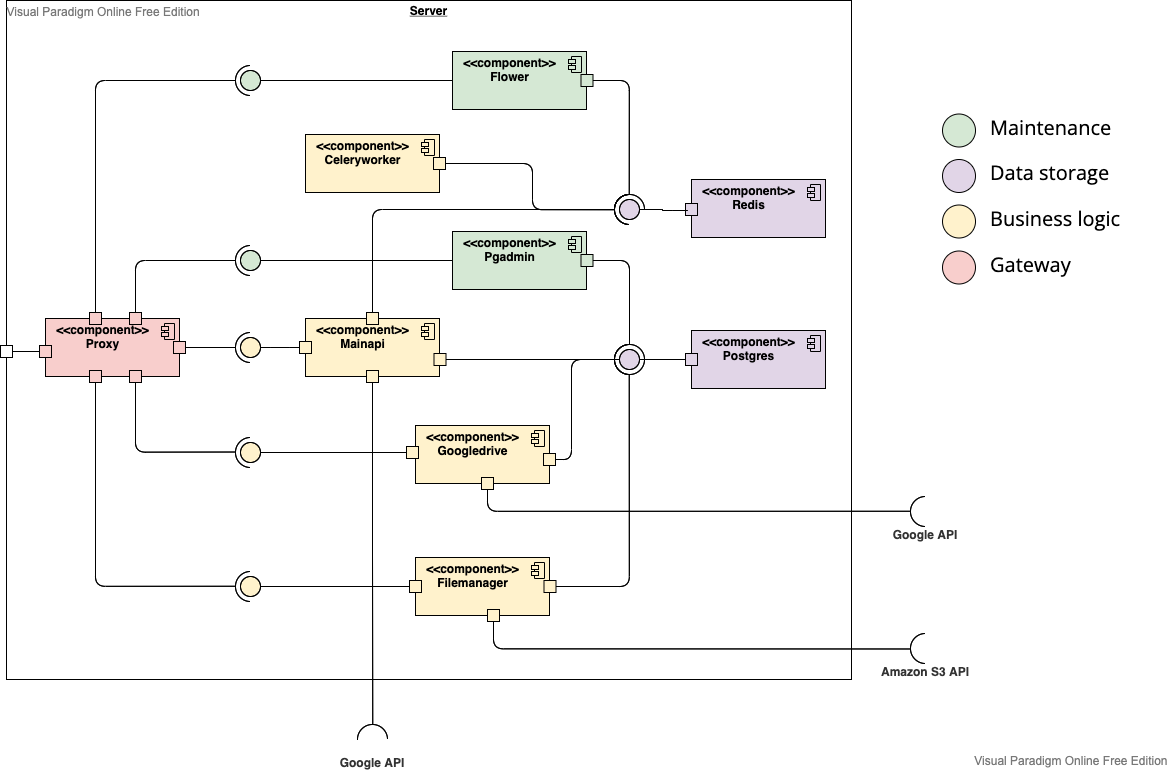 Visual Paradigm Online Free Edition
Server
<<component>>
Flower
<<component>>
Celeryworker
<<component>>
Redis
<<component>>
Pgadmin
<<component>>
Proxy
<<component>>
Mainapi
<<component>>
Postgres
<<component>>
Googledrive
Google API
<<component>>
Filemanager
Amazon S3 API
Google API
Maintenance
Data storage
Business logic
Gateway
Visual Paradigm Online Free Edition